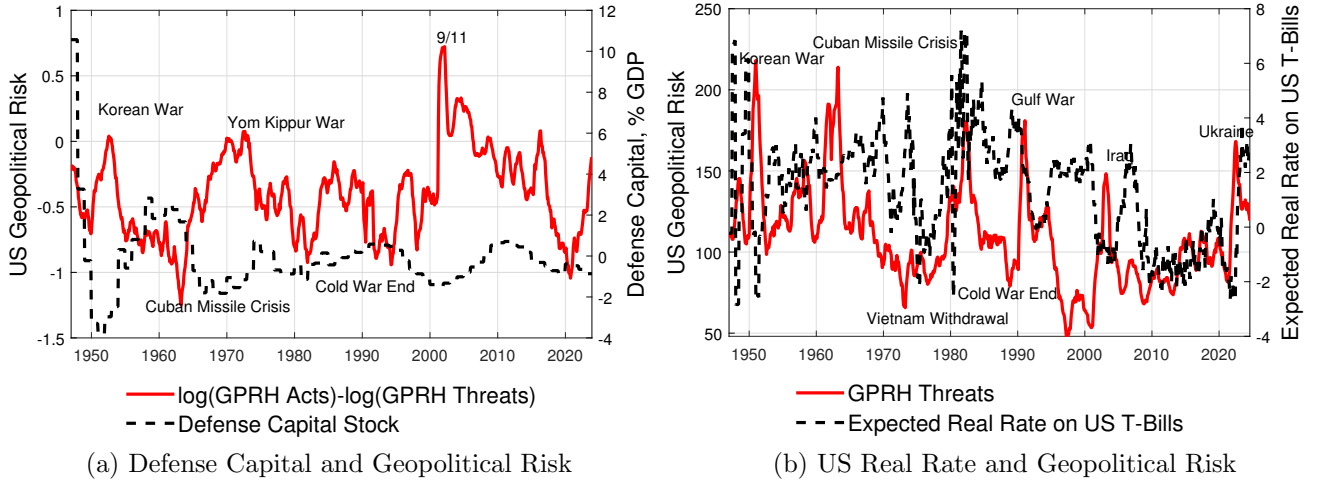 US Geopolitical Risk
1
0.5
0
-0.5
-1
-1.5
9/11
Korean War
Yom Kippur War
Cuban Missile Crisis
Cold War End
12
10
8
6
4
2
0
-2
-4
Defense Capital, % GDP
1950 1960 1970 1980 1990 2000 2010 2020
log(GPRH Acts)-log(GPRH Threats)
Defense Capital Stock
(a) Defense Capital and Geopolitical Risk
US Geopolitical Risk
250
200
150
100
50
Cuban Missile Crisis
Korean War
Gulf War
Ukraine
Iraq
Cold War End
Vietnam Withdrawal
8
6
4
2
0
-2
-4
Expected Real Rate on US T-Bills
1950 1960 1970 1980 1990 2000 2010 2020
GPRH Threats
Expected Real Rate on US T-Bills
(b) US Real Rate and Geopolitical Risk